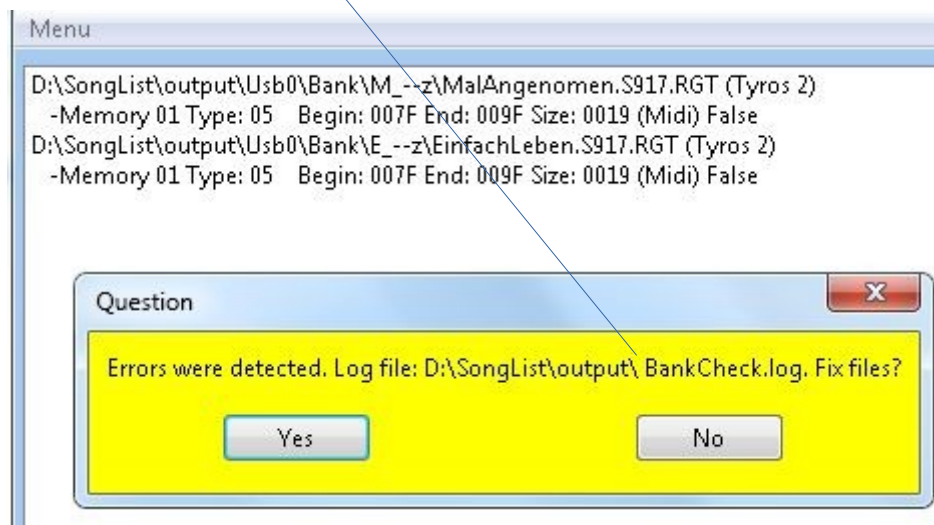 Menu
D:\SongList\output\Usb0\Bank\M_--z\MalAngenomen.S917.RGT (Tyros 2)
-Memory 01 Type: 05 Begin: 007F End: 009F Size: 0019 (Midi) False
D:\SongList\output\Usb0\Bank\E_--z\EinfachLeben.S917.RGT (Tyros 2)
-Memory 01 Type: 05 Begin: 007F End: 009F Size: 0019 (Midi) False
Question
Errors were detected. Log file: D:\SongList\output\ BankCheck.log. Fix files?
Yes
No